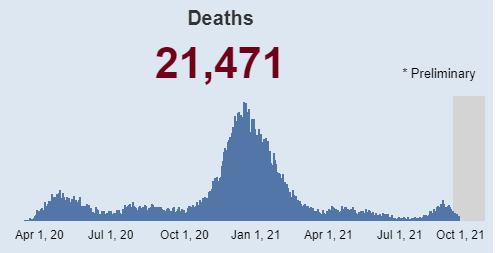 Deaths
21,471
* Preliminary
Apr 1, 20 Jul 1, 20 Oct 1, 20 Jan 1, 21 Apr 1, 21 Jul 1, 21 Oct 1, 21